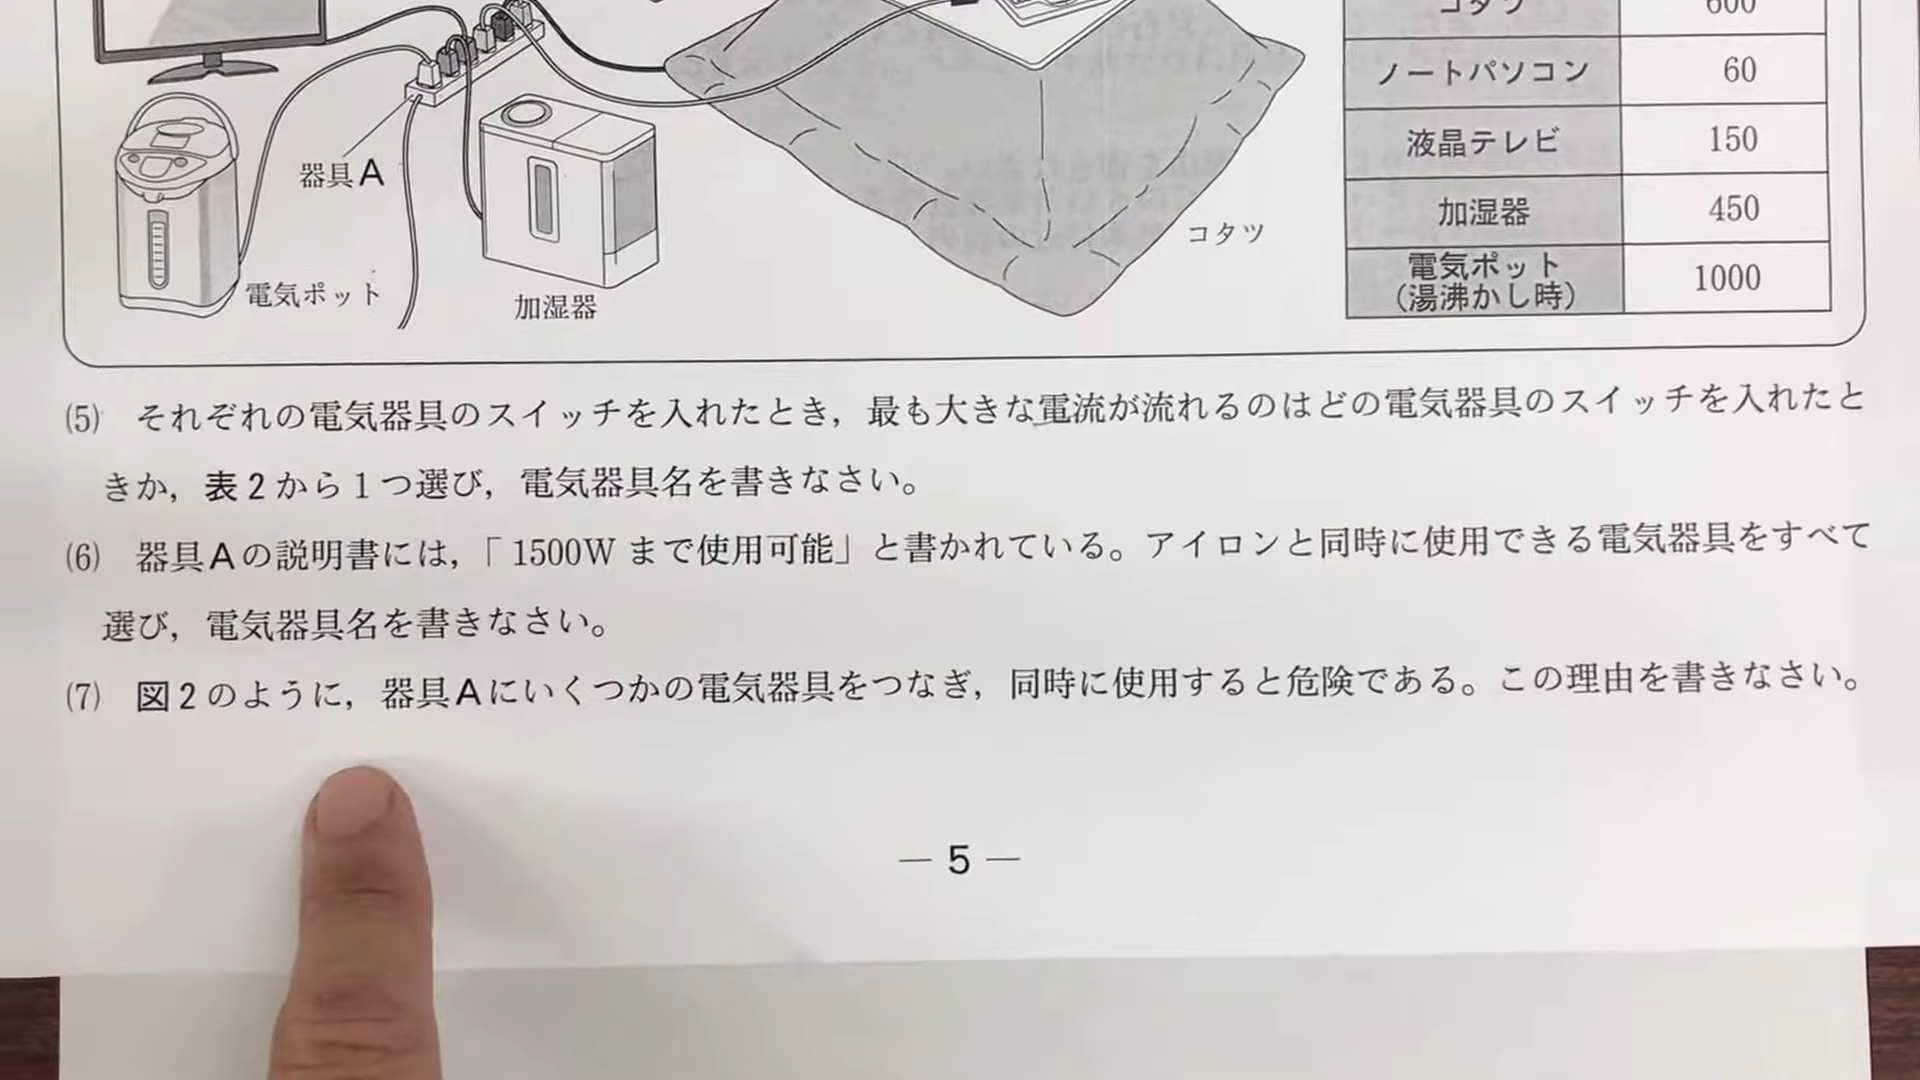 コタツ 600
ノートパソコン 60
液晶テレビ 150
器具A
加湿器 450
コタツ
電気ポット
(湯沸かし時) 1000
電気ポット
加湿器
(5) それぞれの電気器具のスイッチを入れたとき，最も大きな電流が流れるのはどの電気器具のスイッチを入れたと
きか，表2から1つ選び，電気器具名を書きなさい。
(6) 器具Aの説明書には，「1500W まで使用可能」と書かれている。アイロンと同時に使用できる電気器具をすべて
選び，電気器具名を書きなさい。
(7) 図2のように，器具Aにいくつかの電気器具をつなぎ，同時に使用すると危険である。この理由を書きなさい。
― 5 ―